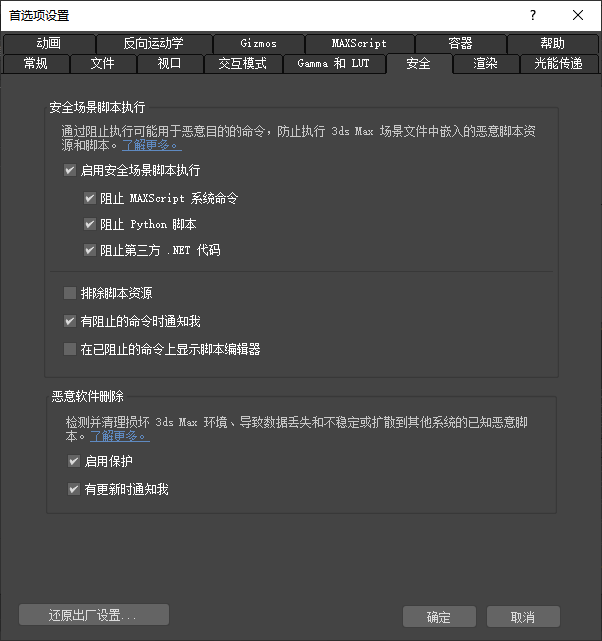 首选项设置
?
动画
反向运动学
Gizmos
MAXScript
容器
帮助
常规
文件
视口
交互模式
Gamma 和 LUT
安全
渲染
光能传递
安全场景脚本执行
通过阻止执行可能用于恶意目的的命令，防止执行 3ds Max 场景文件中嵌入的恶意脚本资
源和脚本。了解更多。
启用安全场景脚本执行
阻止 MAXScript 系统命令
阻止 Python 脚本
阻止第三方 .NET 代码
排除脚本资源
有阻止的命令时通知我
在已阻止的命令上显示脚本编辑器
恶意软件删除
检测并清理损坏 3ds Max 环境、导致数据丢失和不稳定或扩散到其他系统的已知恶意脚
本。了解更多。
启用保护
有更新时通知我
还原出厂设置...
确定
取消